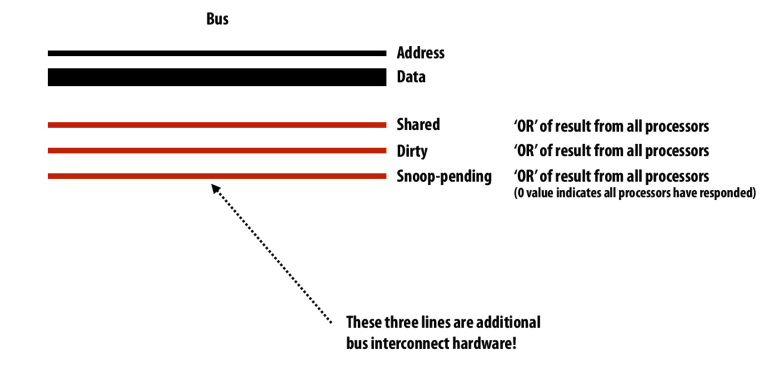 Bus
Address
Data
Shared ‘OR’ of result from all processors
Dirty ‘OR’ of result from all processors
Snoop-pending ‘OR’ of result from all processors
(0 value indicates all processors have responded)
These three lines are additional
bus interconnect hardware!